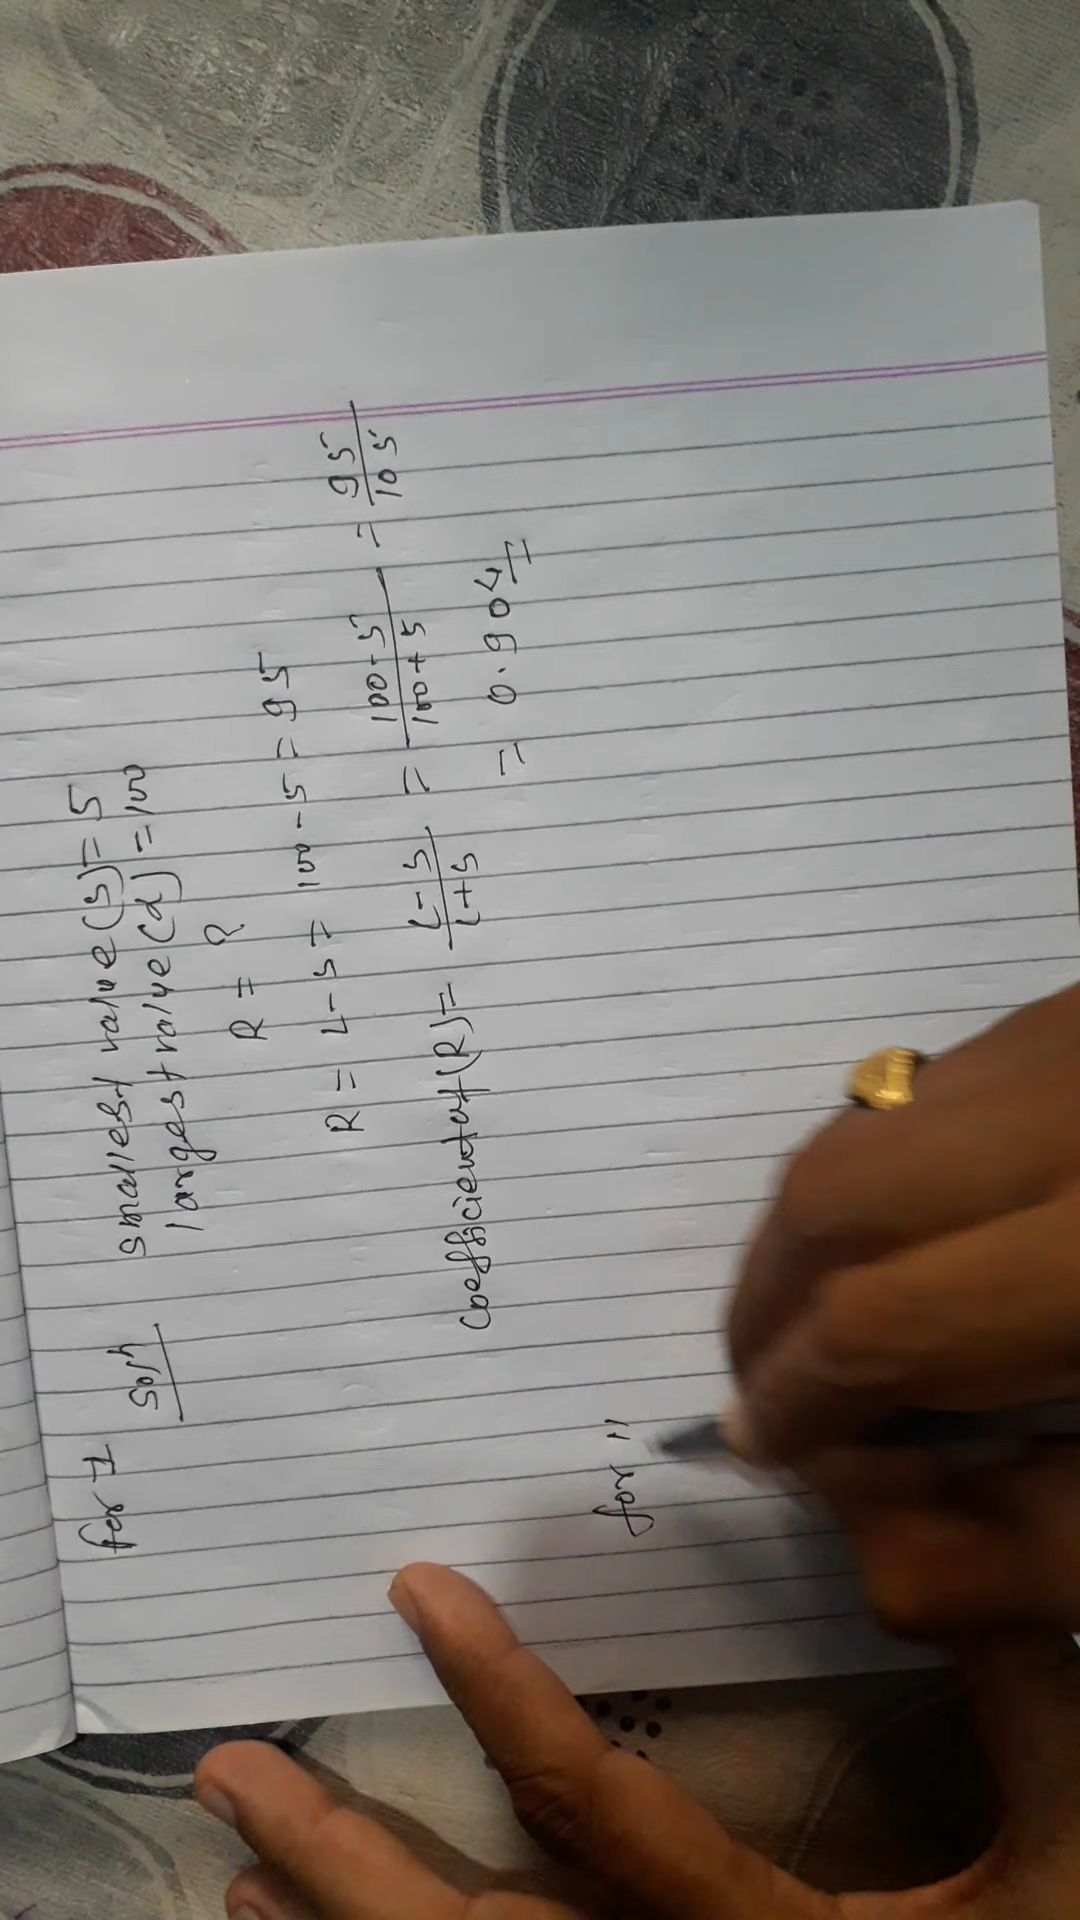 for I
Soln
smallest value (S) = 5
largest value (L) = 100
R = ?
R = L - S = 100 - 5 = 95
Coefficient of (R) = L-S/L+S = 100-5/100+5 = 95/105
= 0.904
for II